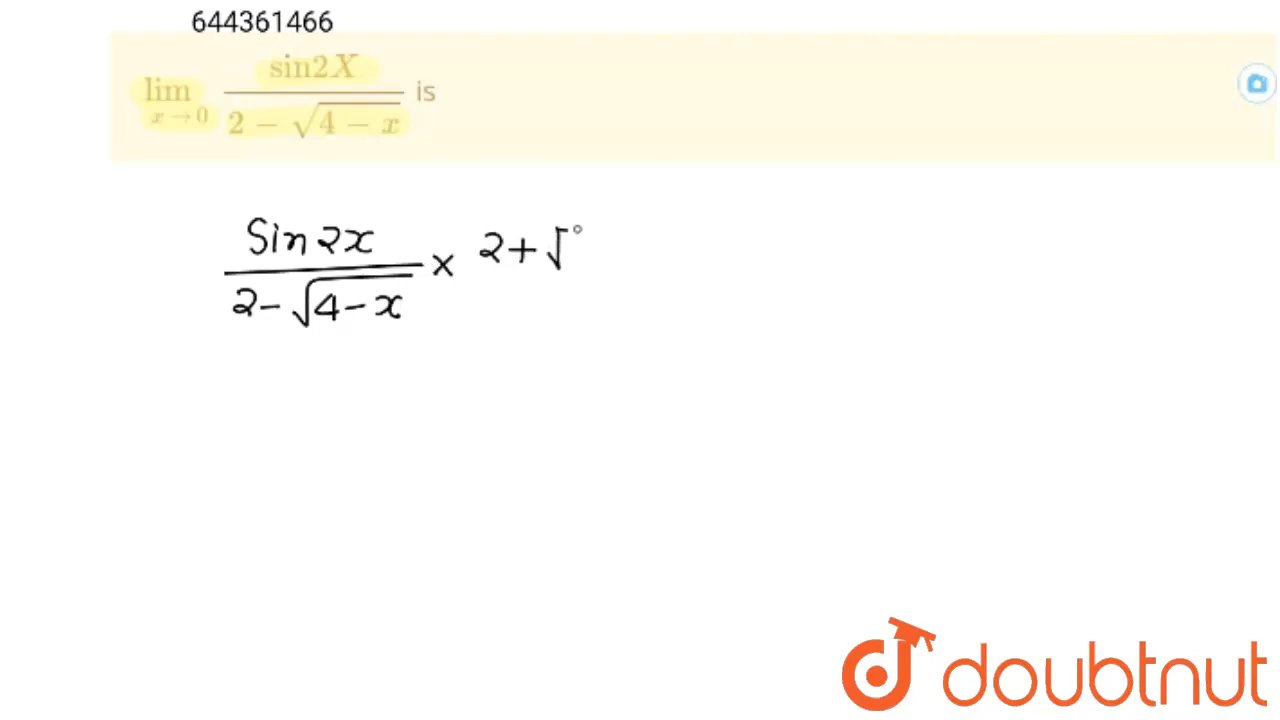 644361466
lim x→0 sin2X / 2 − √4 − x is
Sin 2x / 2 − √4 − x × 2 + √
doubtnut